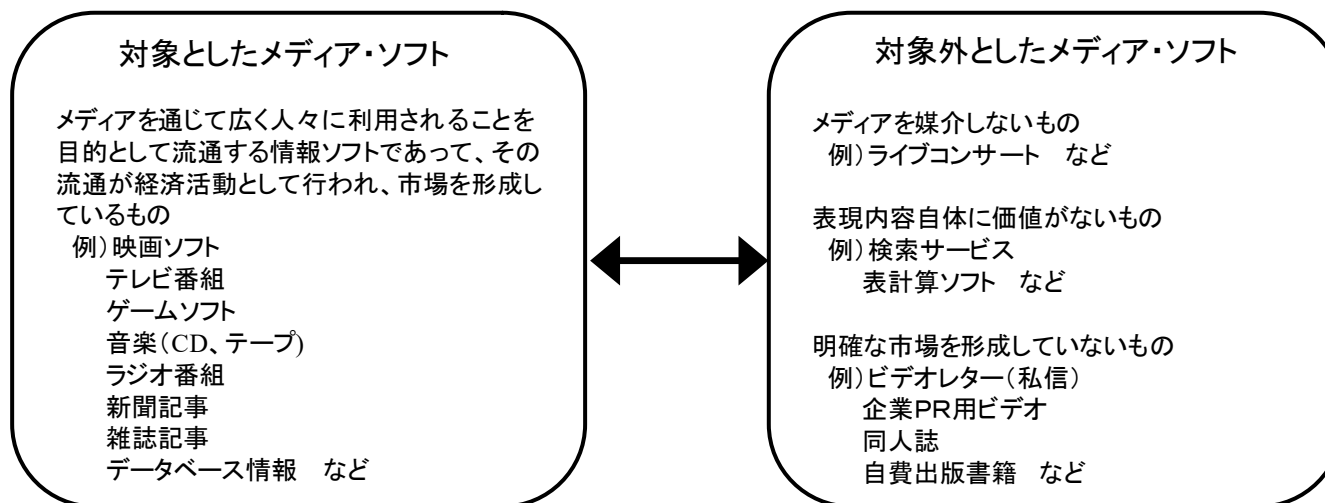 対象としたメディア・ソフト
メディアを通じて広く人々に利用されることを
目的として流通する情報ソフトであって、その
流通が経済活動として行われ、市場を形成し
ているもの
例）映画ソフト
テレビ番組
ゲームソフト
音楽（CD、テープ)
ラジオ番組
新聞記事
雑誌記事
データベース情報　など
対象外としたメディア・ソフト
メディアを媒介しないもの
例）ライブコンサート　など
表現内容自体に価値がないもの
例）検索サービス
表計算ソフト　など
明確な市場を形成していないもの
例）ビデオレター（私信）
企業ＰＲ用ビデオ
同人誌
自費出版書籍　など